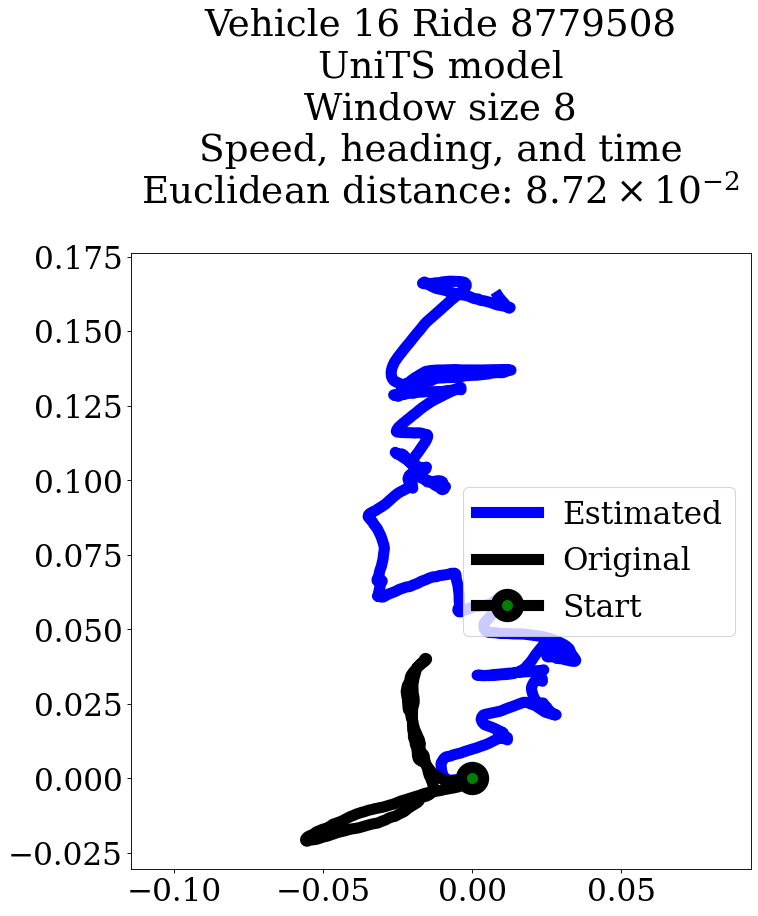 Vehicle 16 Ride 8779508
UniTS model
Window size 8
Speed, heading, and time
Euclidean distance: 8.72 × 10⁻²
0.175
0.150
0.125
0.100
0.075
0.050
0.025
0.000
−0.025
Estimated
Original
Start
−0.10
−0.05
0.00
0.05